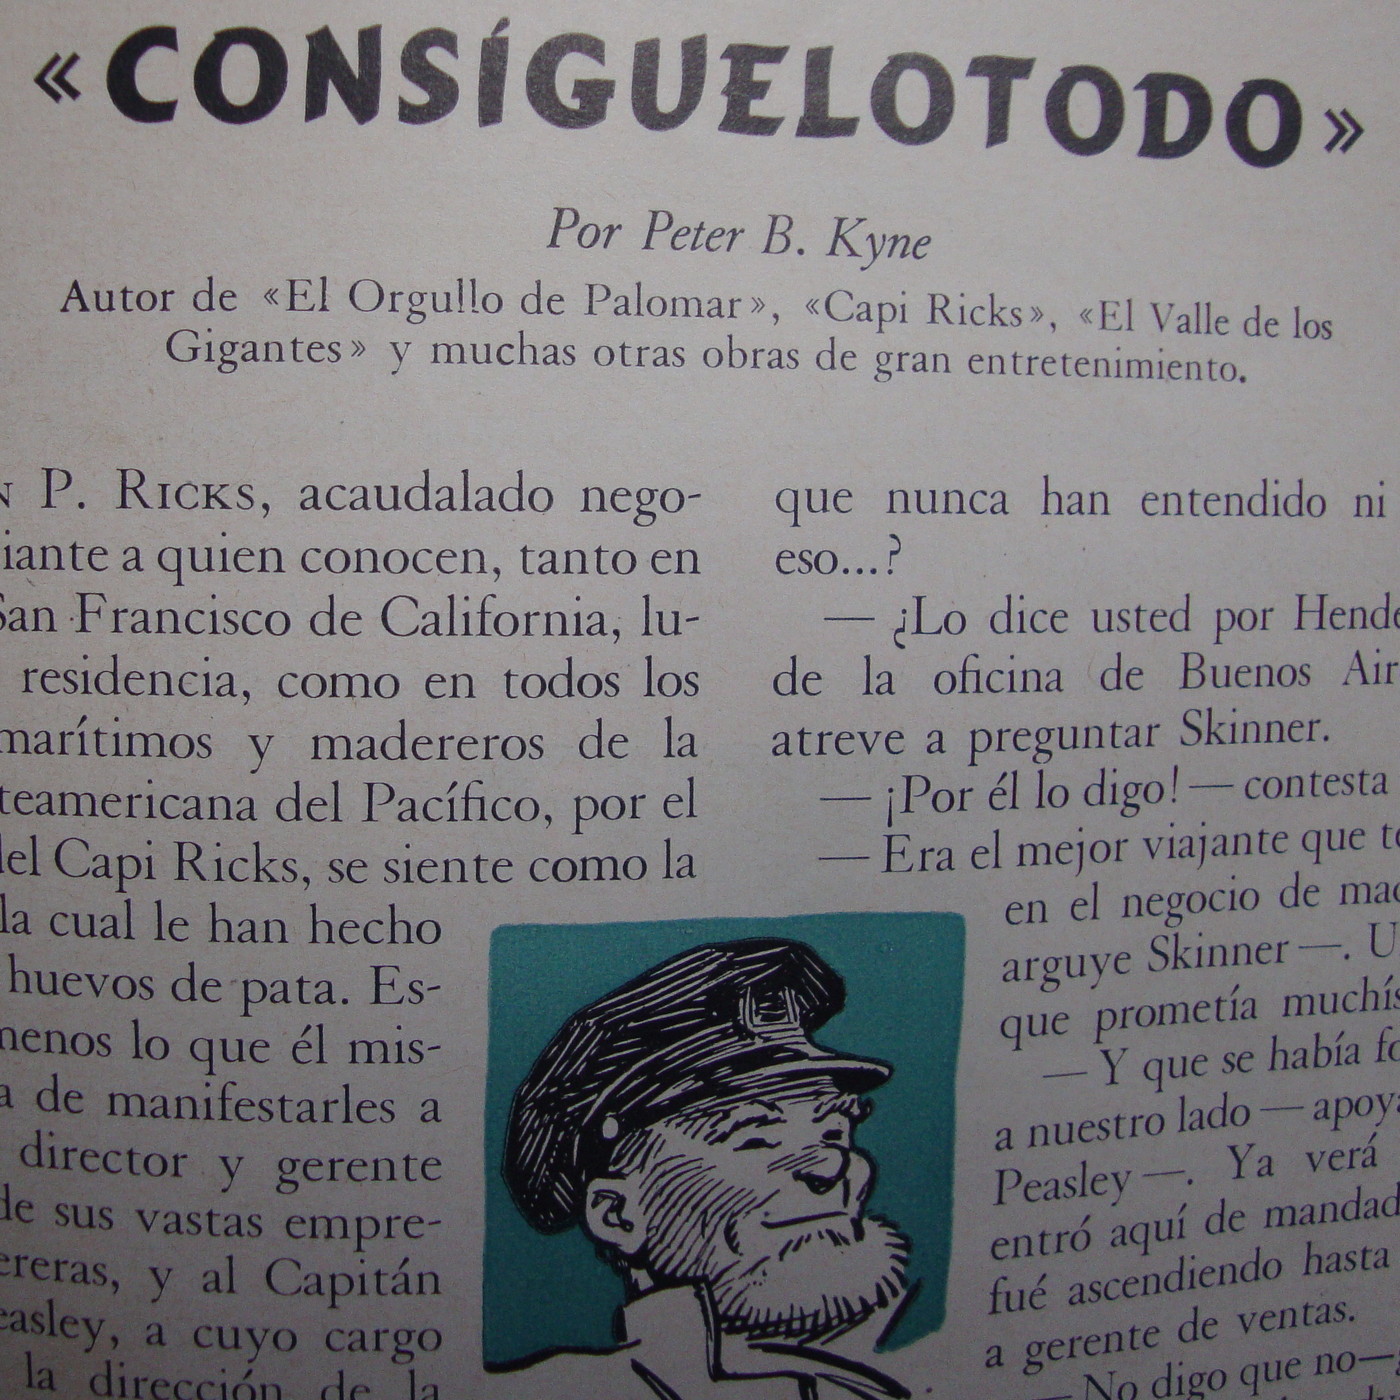 «CONSÍGUELOTODO»
Por Peter B. Kyne
Autor de «El Orgullo de Palomar», «Capi Ricks», «El Valle de los
Gigantes» y muchas otras obras de gran entretenimiento.
P. RICKS, acaudalado nego-
iante a quien conocen, tanto en
San Francisco de California, lu-
residencia, como en todos los
marítimos y madereros de la
teamericana del Pacífico, por el
del Capi Ricks, se siente como la
la cual le han hecho
huevos de pata. Es-
menos lo que él mis-
a de manifestarles a
director y gerente
de sus vastas empre-
ereras, y al Capitán
easley, a cuyo cargo
la dirección de la
que nunca han entendido ni
eso...?
— ¿Lo dice usted por Hende
de la oficina de Buenos Air
atreve a preguntar Skinner.
— ¡Por él lo digo! — contesta
— Era el mejor viajante que te
en el negocio de mad
arguye Skinner —. U
que prometía muchís
— Y que se había fo
a nuestro lado — apoya
Peasley —. Ya verá
entró aquí de mandad
fué ascendiendo hasta
a gerente de ventas.
— No digo que no —